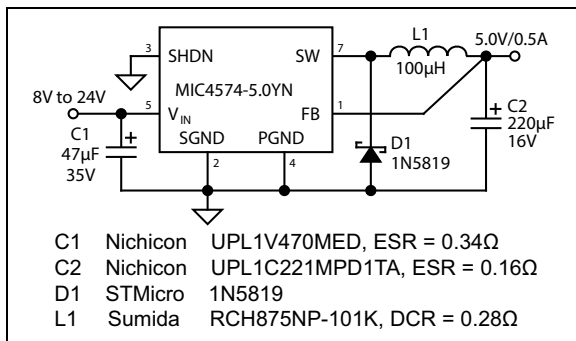 L1
5.0V/0.5A
3 SHDN SW 7
100µH
MIC4574-5.0YN
8V to 24V
5 VIN FB 1
C1
47µF
35V
SGND PGND
2 4
D1
1N5819
C2
220µF
16V
+
+
C1 Nichicon UPL1V470MED, ESR = 0.34Ω
C2 Nichicon UPL1C221MPD1TA, ESR = 0.16Ω
D1 STMicro 1N5819
L1 Sumida RCH875NP-101K, DCR = 0.28Ω